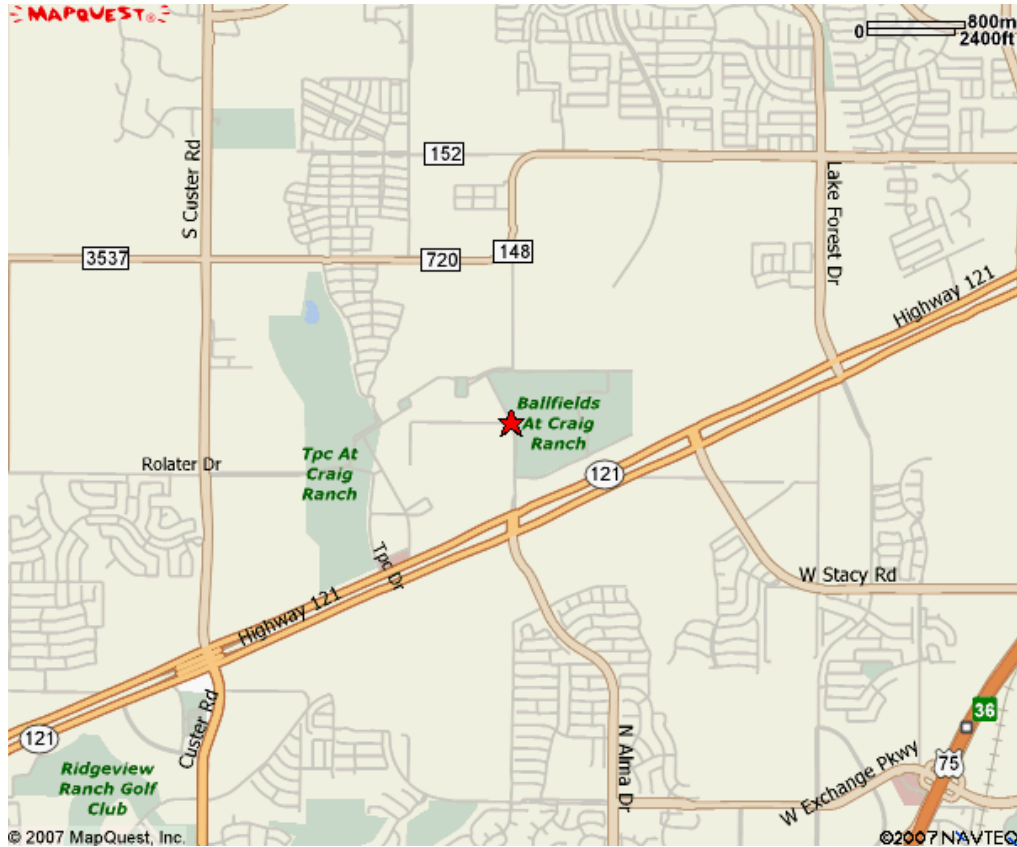 MAPQUEST®
0 800m
2400ft
S Custer Rd
152
Lake Forest Dr
3537
720
148
Highway 121
Ballfields
At Craig
Ranch
Rolater Dr
Tpc At
Craig
Ranch
121
Tpc Dr
W Stacy Rd
Highway 121
Custer Rd
36
121
N Alma Dr
75
Ridgeview
Ranch Golf
Club
W Exchange Pkwy
© 2007 MapQuest, Inc.
©2007 NAVTEQ